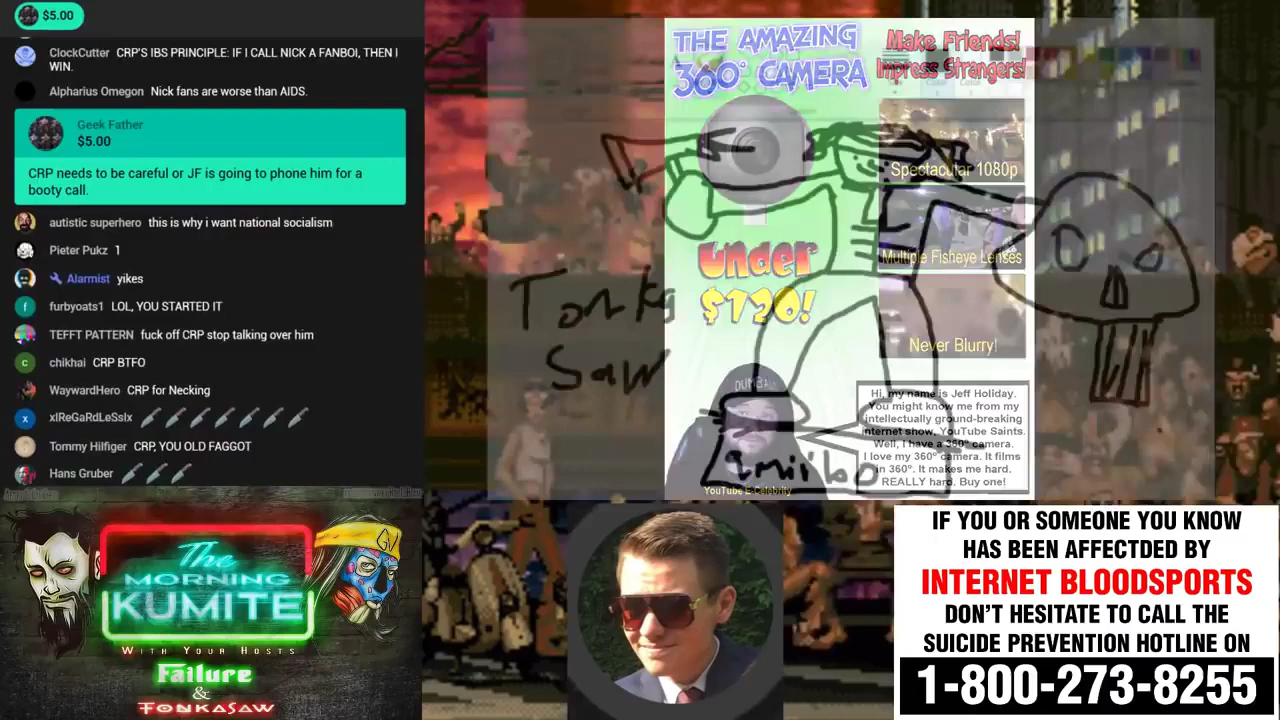 $5.00
ClockCutter CRP'S IBS PRINCIPLE IF I CALL NICK A FANBOI, THEN I
WIN.
Alpharius Omegon Nick fans are worse than AIDS.
Geek Father
$5.00
CRP needs to be careful or JF is going to phone him for a
booty call.
autistic superhero this is why i want national socialism
Pieter Pukz 1
Alarmist yikes
furbyoats1 LOL, YOU STARTED IT
TEFFT PATTERN fuck off CRP stop talking over him
chikhai CRP BTFO
WaywardHero CRP for Necking
xIReGaRdLeSsIx
Tommy Hilfiger CRP, YOU OLD FAGGOT!
Hans Gruber
THE AMAZING
360° CAMERA
Make Friends!
Impress Strangers!
Spectacular 1080p
Multiple Fisheye Lenses
Never Blurry!
Under
$120!
Tonka
Saw
amiibo
YouTube E-Celebrity
Hi, my name is Jeff Holiday.
You might know me from my
intellectually ground-breaking
internet show, YouTube Saints.
Well, I have a 360° camera.
I love my 360° camera. It films
in 360°. It makes me hard.
REALLY hard. Buy one!
The
MORNING
KUMITE
WITH YOUR HOSTS
Failure
&
TONKASAW
IF YOU OR SOMEONE YOU KNOW
HAS BEEN AFFECTDED BY
INTERNET BLOODSPORTS
DON'T HESITATE TO CALL THE
SUICIDE PREVENTION HOTLINE ON
1-800-273-8255